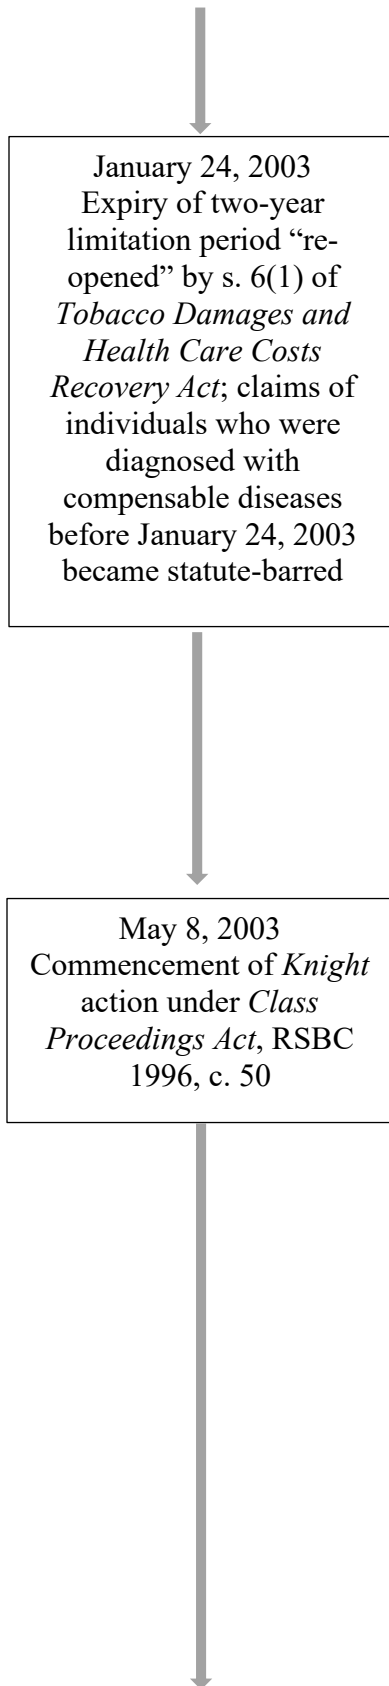 January 24, 2003
Expiry of two-year
limitation period “re-
opened” by s. 6(1) of
Tobacco Damages and
Health Care Costs
Recovery Act; claims of
individuals who were
diagnosed with
compensable diseases
before January 24, 2003
became statute-barred
May 8, 2003
Commencement of Knight
action under Class
Proceedings Act, RSBC
1996, c. 50